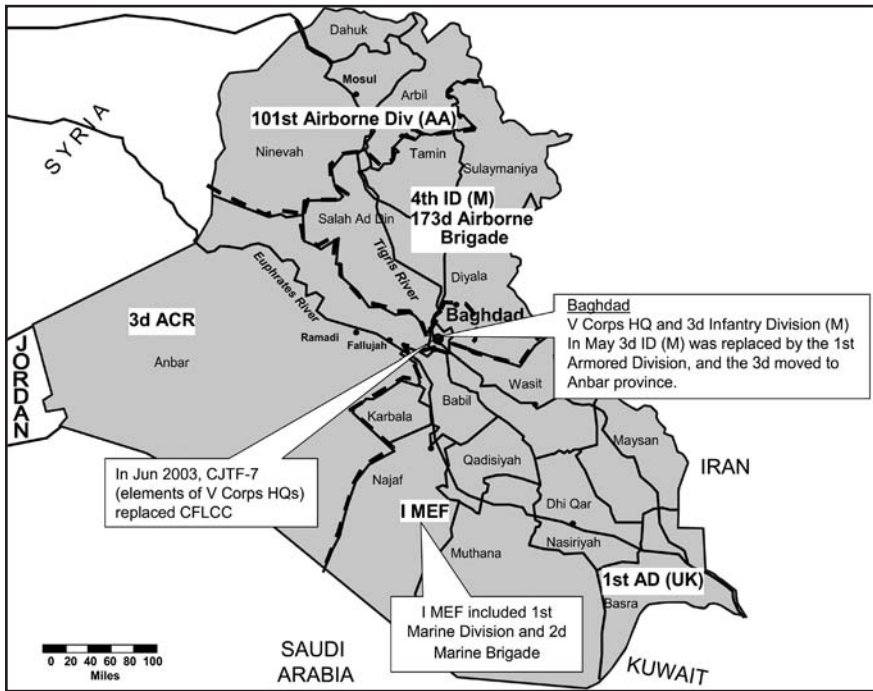 Dahuk
Mosul
Arbil
SYRIA
101st Airborne Div (AA)
Ninevah
Tamin
Sulaymaniya
4th ID (M)
173d Airborne
Brigade
Salah Ad Din
Tigris River
Euphrates River
Diyala
Baghdad
Baghdad
V Corps HQ and 3d Infantry Division (M)
In May 3d ID (M) was replaced by the 1st
Armored Division, and the 3d moved to
Anbar province.
3d ACR
Ramadi
Fallujah
Anbar
JORDAN
Wasit
Babil
Karbala
Maysan
Qadisiyah
IRAN
In Jun 2003, CJTF-7
(elements of V Corps HQs)
replaced CFLCC
Najaf
I MEF
Dhi Qar
Nasiriyah
Muthana
1st AD (UK)
Basra
I MEF included 1st
Marine Division and 2d
Marine Brigade
SAUDI
ARABIA
KUWAIT
0 20 40 60 80 100
Miles